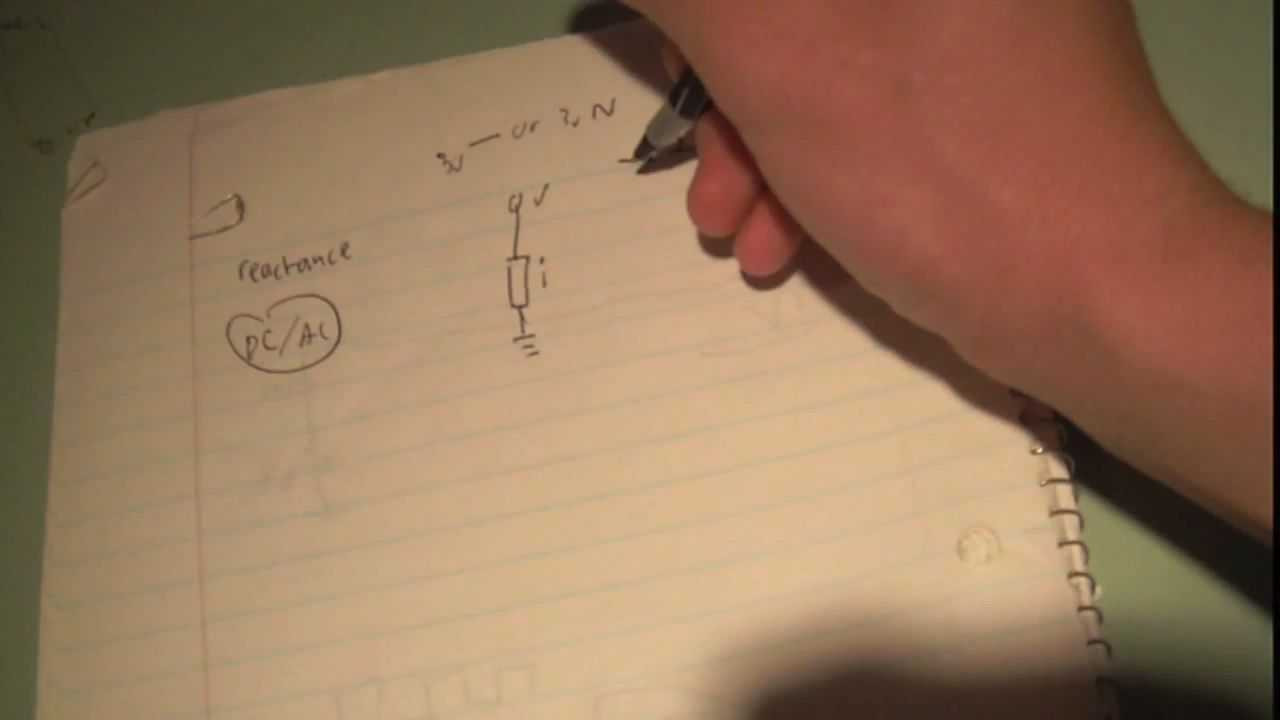 3v — or 3v ~
V
reactance
i
DC/AC